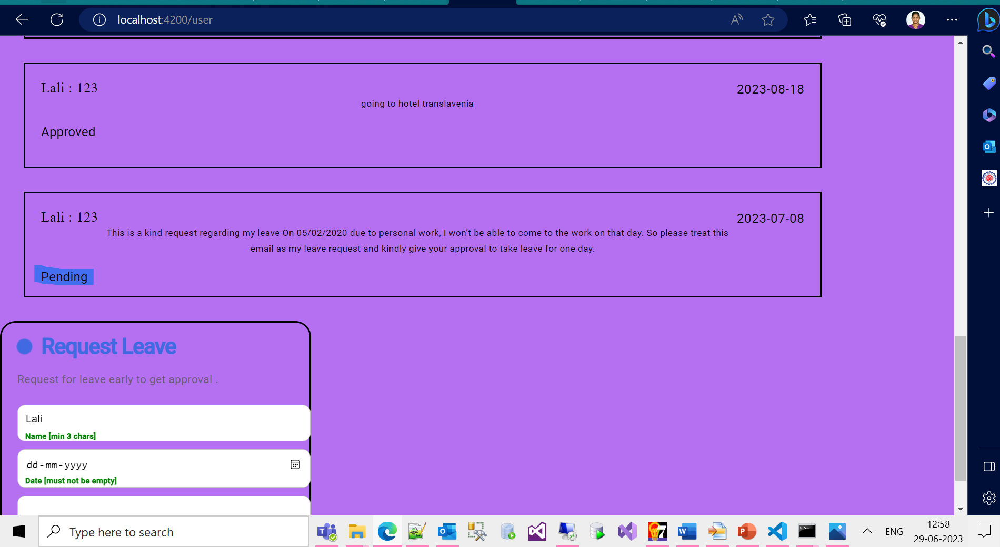 localhost:4200/user
Lali : 123
2023-08-18
going to hotel translavenia
Approved
Lali : 123
2023-07-08
This is a kind request regarding my leave On 05/02/2020 due to personal work, I won’t be able to come to the work on that day. So please treat this
email as my leave request and kindly give your approval to take leave for one day.
Pending
Request Leave
Request for leave early to get approval .
Lali
Name [min 3 chars]
dd-mm-yyyy
Date [must not be empty]
Type here to search
ENG
12:58
29-06-2023